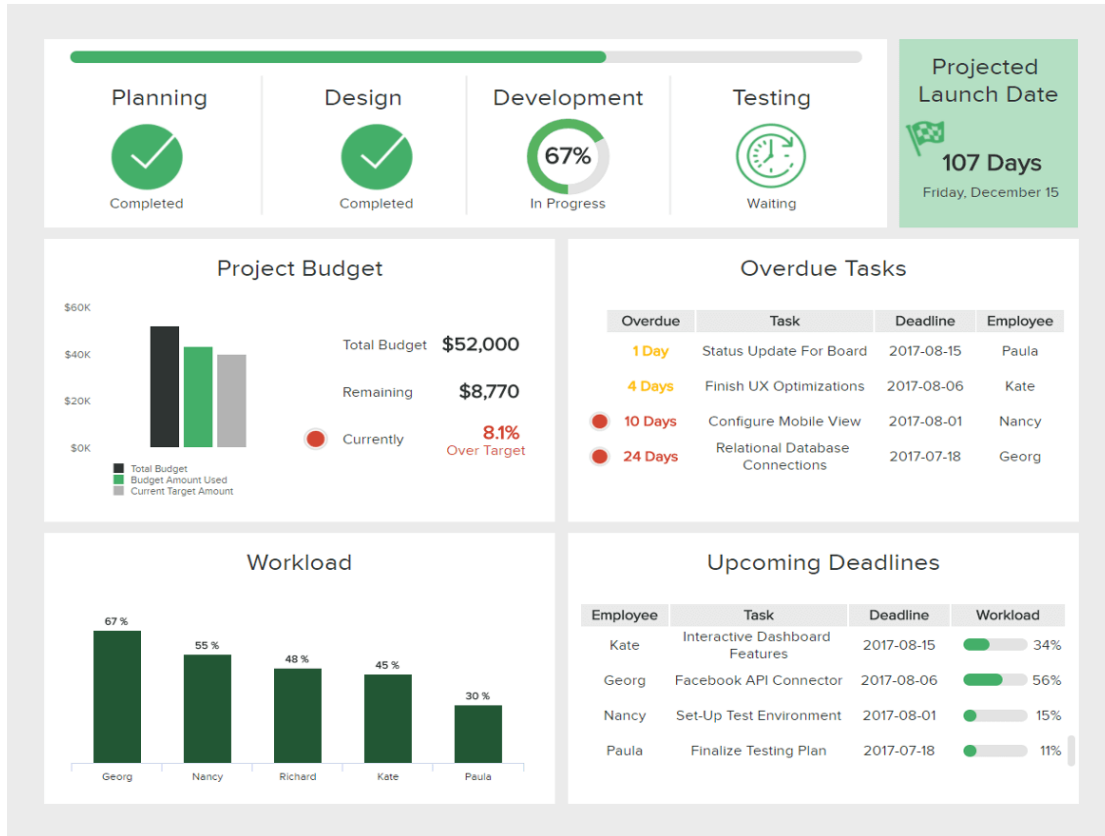 Planning
Completed
Design
Completed
Development
67%
In Progress
Testing
Waiting
Projected
Launch Date
107 Days
Friday, December 15
Project Budget
$60K
$40K
$20K
$0K
Total Budget
Budget Amount Used
Current Target Amount
Total Budget $52,000
Remaining $8,770
Currently 8.1%
Over Target
Overdue Tasks
Overdue Task Deadline Employee
1 Day Status Update For Board 2017-08-15 Paula
4 Days Finish UX Optimizations 2017-08-06 Kate
10 Days Configure Mobile View 2017-08-01 Nancy
24 Days Relational Database Connections 2017-07-18 Georg
Workload
67 %
55 %
48 %
45 %
30 %
Georg Nancy Richard Kate Paula
Upcoming Deadlines
Employee Task Deadline Workload
Kate Interactive Dashboard Features 2017-08-15 34%
Georg Facebook API Connector 2017-08-06 56%
Nancy Set-Up Test Environment 2017-08-01 15%
Paula Finalize Testing Plan 2017-07-18 11%